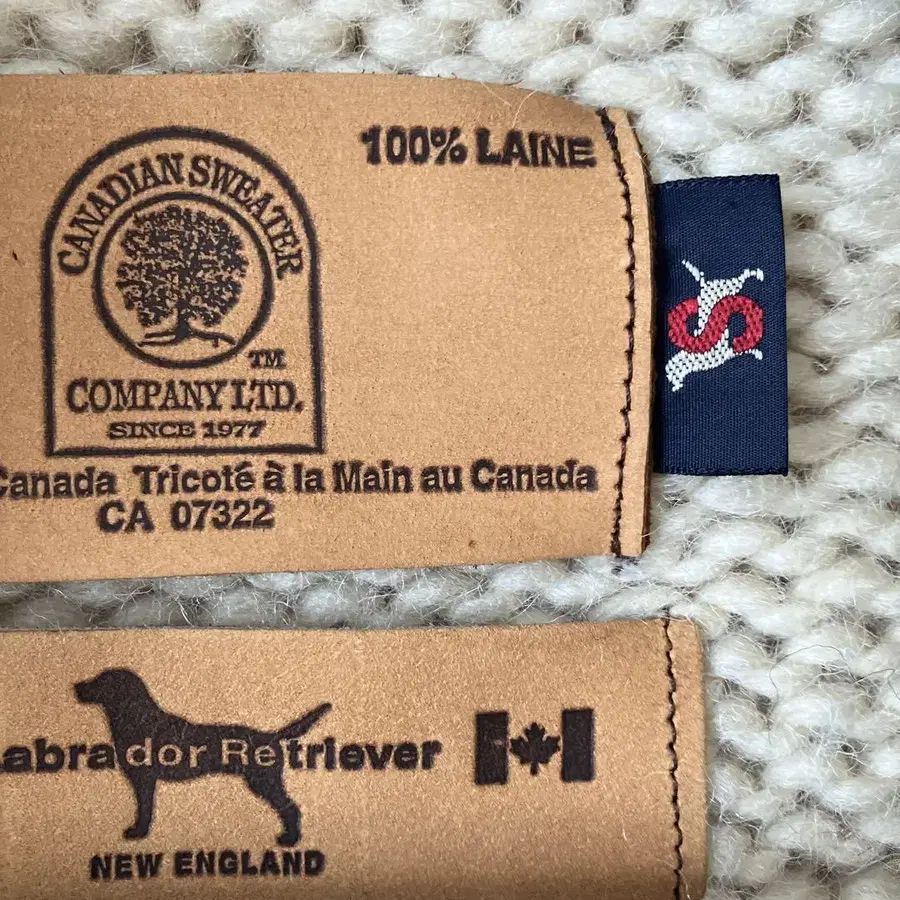 100% LAINE
CANADIAN SWEATER
TM
COMPANY LTD.
SINCE 1977
Canada Tricoté à la Main au Canada
CA 07322
S
Labrador Retriever
NEW ENGLAND